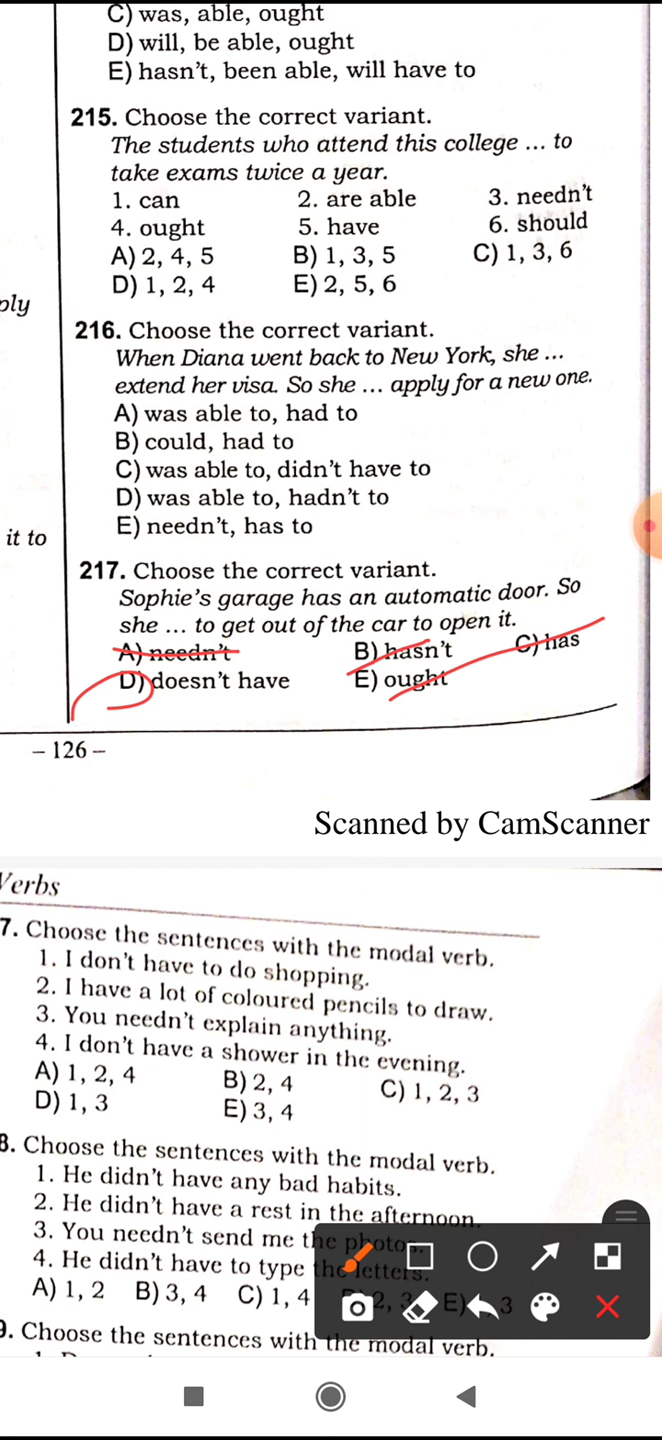 C) was, able, ought
D) will, be able, ought
E) hasn't, been able, will have to
215. Choose the correct variant.
The students who attend this college ... to
take exams twice a year.
1. can 2. are able 3. needn't
4. ought 5. have 6. should
A) 2, 4, 5 B) 1, 3, 5 C) 1, 3, 6
D) 1, 2, 4 E) 2, 5, 6
ply
216. Choose the correct variant.
When Diana went back to New York, she ...
extend her visa. So she ... apply for a new one.
A) was able to, had to
B) could, had to
C) was able to, didn't have to
D) was able to, hadn't to
E) needn't, has to
it to
217. Choose the correct variant.
Sophie's garage has an automatic door. So
she ... to get out of the car to open it.
A) needn't B) hasn't C) has
D) doesn't have E) ought
– 126 –
Scanned by CamScanner
Verbs
7. Choose the sentences with the modal verb.
1. I don't have to do shopping.
2. I have a lot of coloured pencils to draw.
3. You needn't explain anything.
4. I don't have a shower in the evening.
A) 1, 2, 4 B) 2, 4 C) 1, 2, 3
D) 1, 3 E) 3, 4
8. Choose the sentences with the modal verb.
1. He didn't have any bad habits.
2. He didn't have a rest in the afternoon.
3. You needn't send me the photos.
4. He didn't have to type the letters.
A) 1, 2 B) 3, 4 C) 1, 4 2, 3 E) 3
9. Choose the sentences with the modal verb.